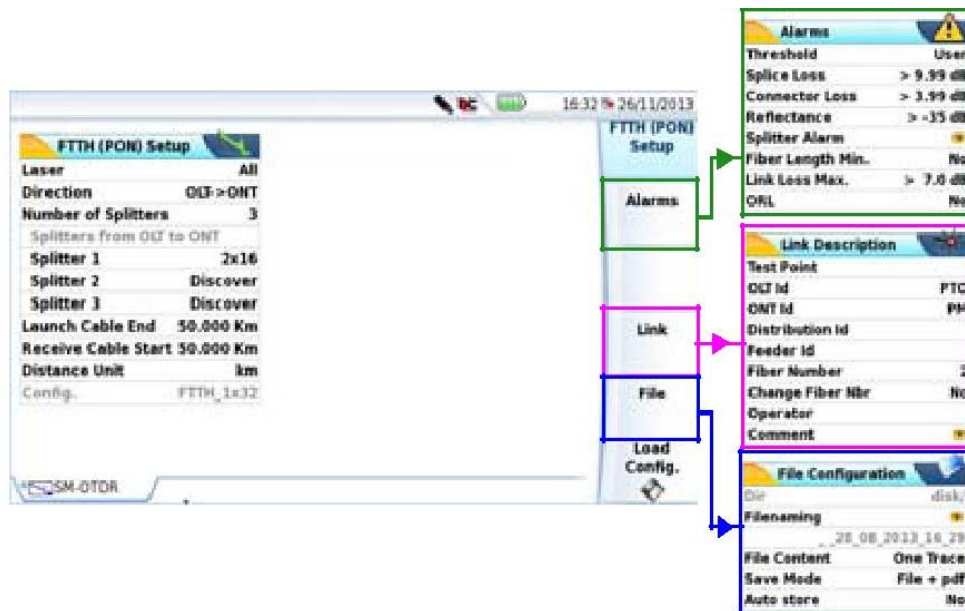 16:32 26/11/2013
FTTH (PON) Setup
Laser All
Direction OLT->ONT
Number of Splitters 3
Splitters from OLT to ONT
Splitter 1 2x16
Splitter 2 Discover
Splitter 3 Discover
Launch Cable End 50.000 Km
Receive Cable Start 50.000 Km
Distance Unit km
Config. FTTH_1x32
SM-OTDR
FTTH (PON)
Setup
Alarms
Link
File
Load
Config.
Alarms
Threshold User
Splice Loss > 9.99 dB
Connector Loss > 3.99 dB
Reflectance > -35 dB
Splitter Alarm
Fiber Length Min. No
Link Loss Max. > 7.0 dB
ORL No
Link Description
Test Point
OLT Id PTO
ONT Id PM
Distribution Id
Feeder Id
Fiber Number 2
Change Fiber Nbr No
Operator
Comment
File Configuration
Dir disk/
Filenaming
_ _28_08_2013_16_29
File Content One Trace
Save Mode File + pdf
Auto store No